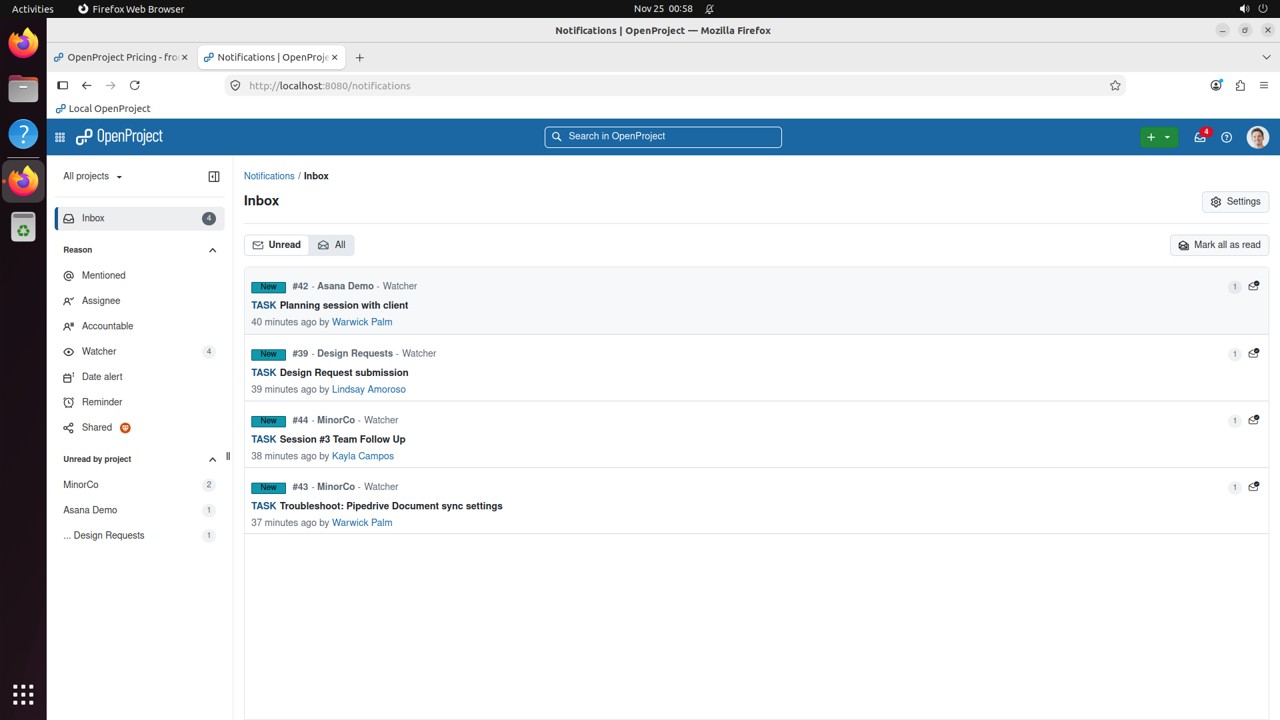 Activities
Firefox Web Browser
Nov 25 00:58
Notifications | OpenProject — Mozilla Firefox
OpenProject Pricing - fro
Notifications | OpenProje
http://localhost:8080/notifications
Local OpenProject
OpenProject
Search in OpenProject
4
All projects
Inbox 4
Reason
Mentioned
Assignee
Accountable
Watcher 4
Date alert
Reminder
Shared
Unread by project
MinorCo 2
Asana Demo 1
... Design Requests 1
Notifications / Inbox
Inbox
Settings
Unread All
Mark all as read
New #42 - Asana Demo - Watcher 1
TASK Planning session with client
40 minutes ago by Warwick Palm
New #39 - Design Requests - Watcher 1
TASK Design Request submission
39 minutes ago by Lindsay Amoroso
New #44 - MinorCo - Watcher 1
TASK Session #3 Team Follow Up
38 minutes ago by Kayla Campos
New #43 - MinorCo - Watcher 1
TASK Troubleshoot: Pipedrive Document sync settings
37 minutes ago by Warwick Palm